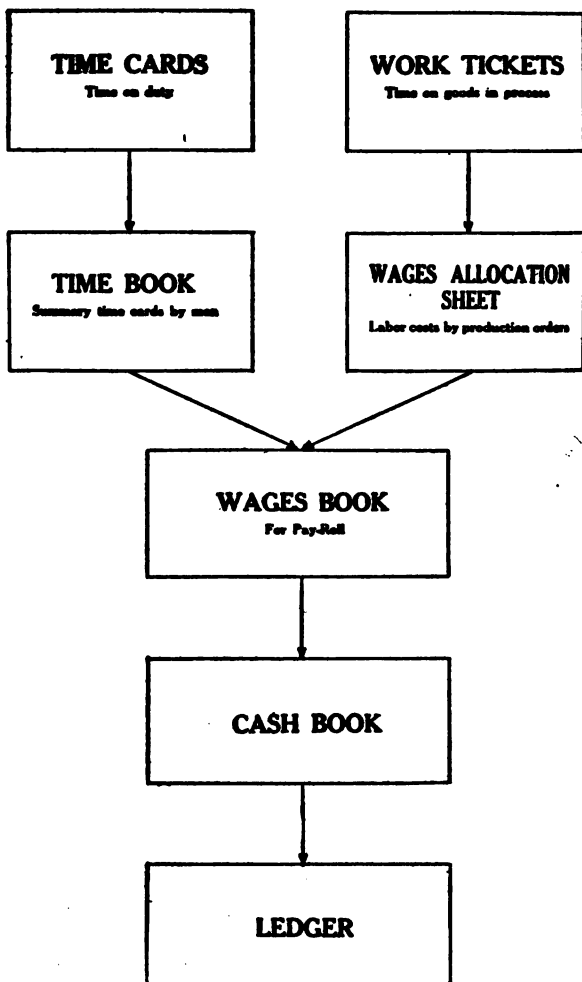 TIME CARDS
Time on duty
WORK TICKETS
Time on goods in process
TIME BOOK
Summary time cards by men
WAGES ALLOCATION
SHEET
Labor costs by production orders
WAGES BOOK
For Pay-Roll
CASH BOOK
LEDGER